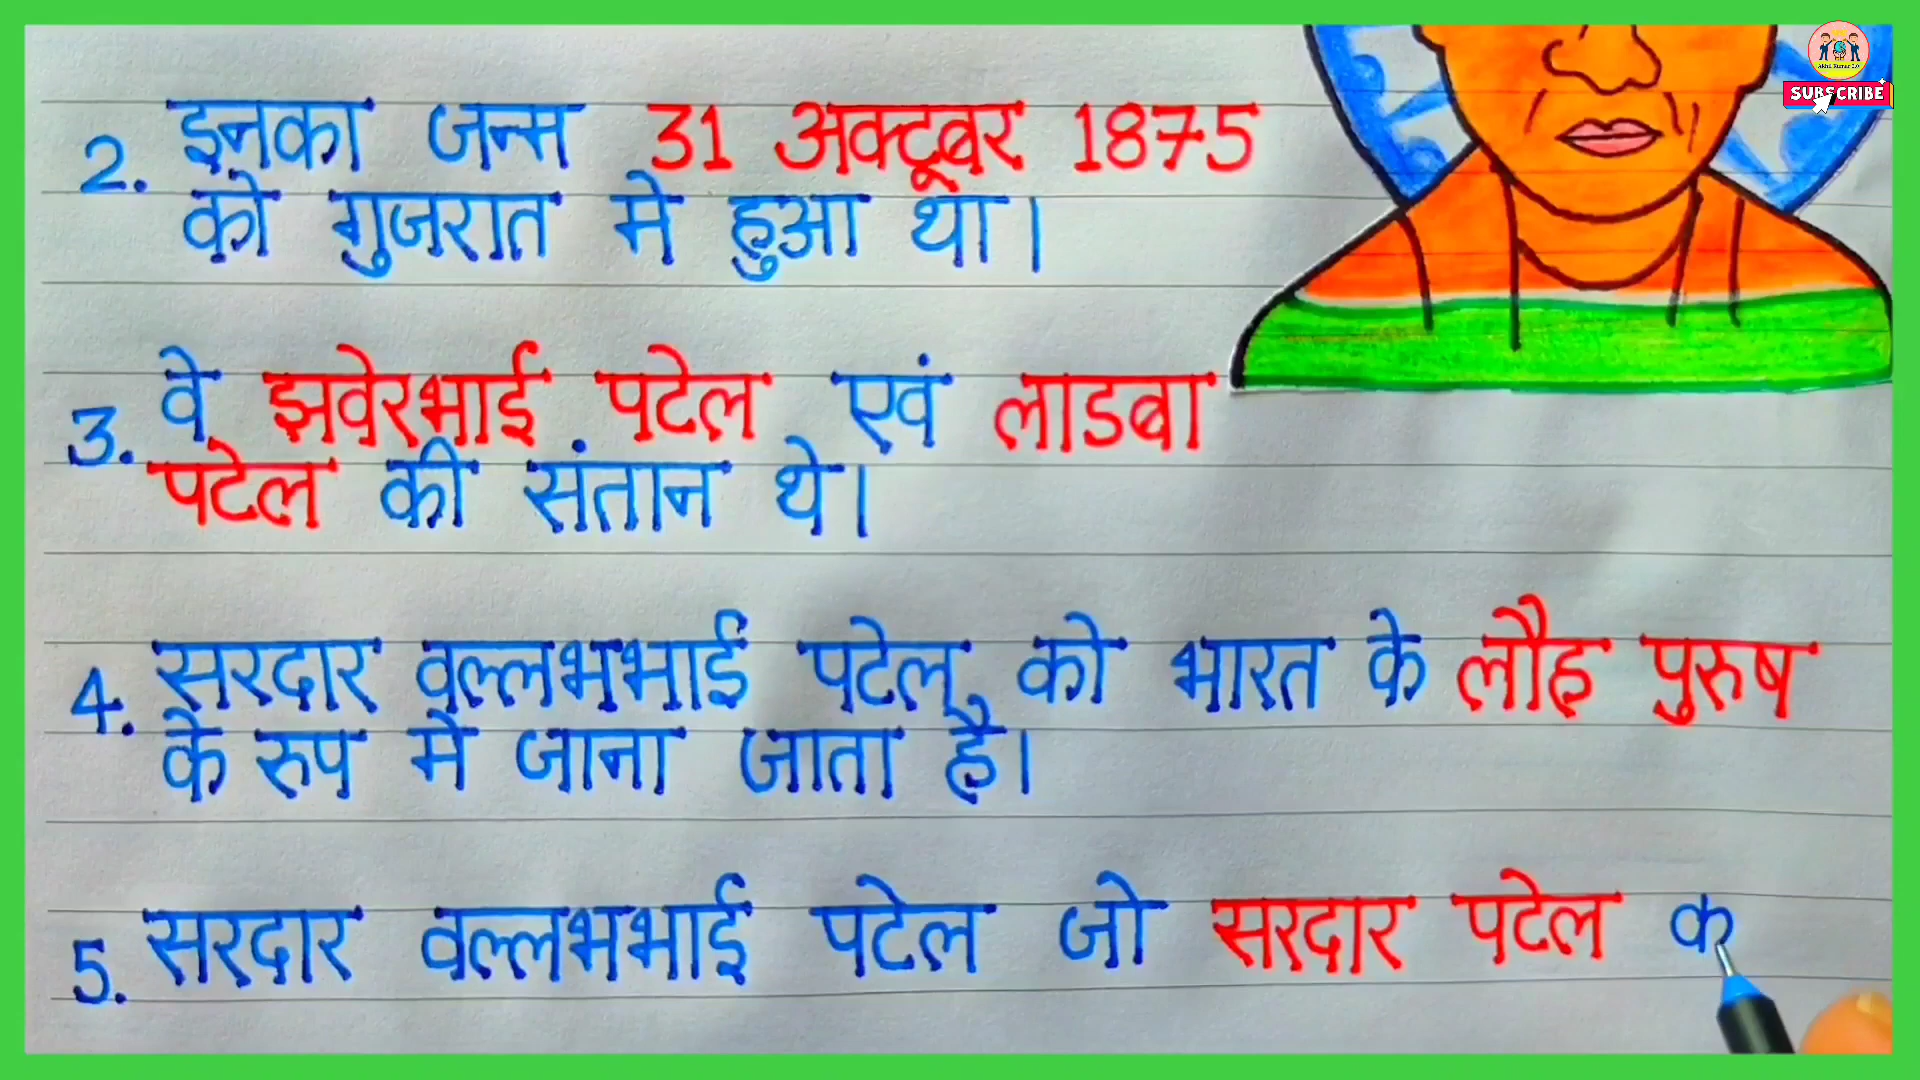 2. इनका जन्म 31 अक्टूबर 1875
को गुजरात मे हुआ था।
3. वे झवेरभाई पटेल एवं लाडबा
पटेल की संतान थे।
4. सरदार वल्लभभाई पटेल, को भारत के लौह पुरुष
के रुप मे जाना जाता है।
5. सरदार वल्लभभाई पटेल जो सरदार पटेल क
SUBSCRIBE